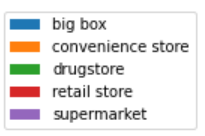 big box
convenience store
drugstore
retail store
supermarket